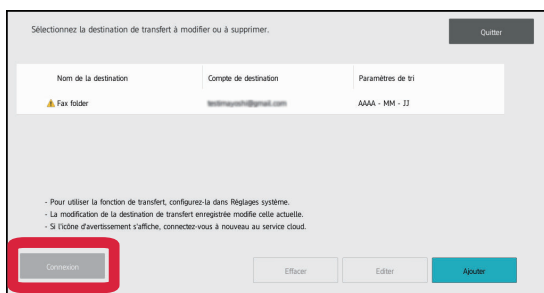 Sélectionnez la destination de transfert à modifier ou à supprimer.
Quitter
Nom de la destination Compte de destination Paramètres de tri
Fax folder @gmail.com AAAA - MM - JJ
- Pour utiliser la fonction de transfert, configurez-la dans Réglages système.
- La modification de la destination de transfert enregistrée modifie celle actuelle.
- Si l'icône d'avertissement s'affiche, connectez-vous à nouveau au service cloud.
Connexion Effacer Editer Ajouter